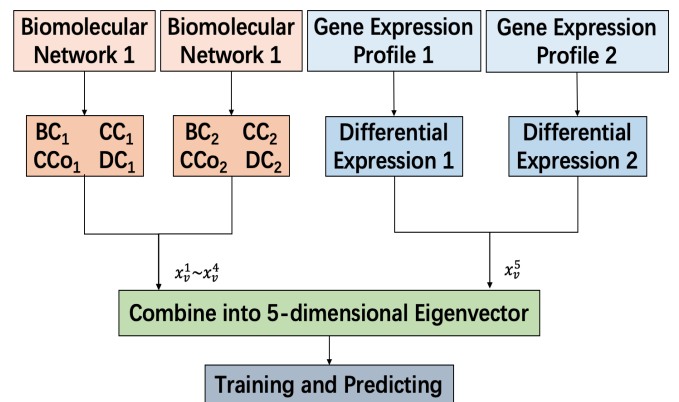 Biomolecular
Network 1
Biomolecular
Network 1
Gene Expression
Profile 1
Gene Expression
Profile 2
BC₁ CC₁
CCo₁ DC₁
BC₂ CC₂
CCo₂ DC₂
Differential
Expression 1
Differential
Expression 2
x_v^1~x_v^4
x_v^5
Combine into 5-dimensional Eigenvector
Training and Predicting